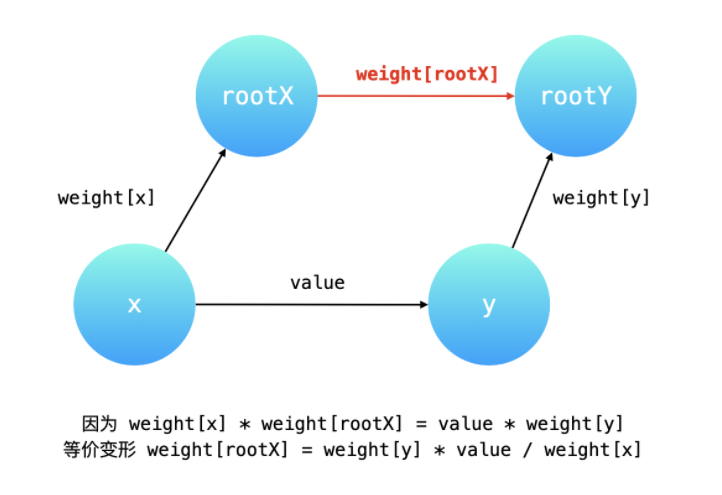 weight[rootX]
rootX
rootY
weight[x]
weight[y]
value
x
y
因为 weight[x] * weight[rootX] = value * weight[y]
等价变形 weight[rootX] = weight[y] * value / weight[x]